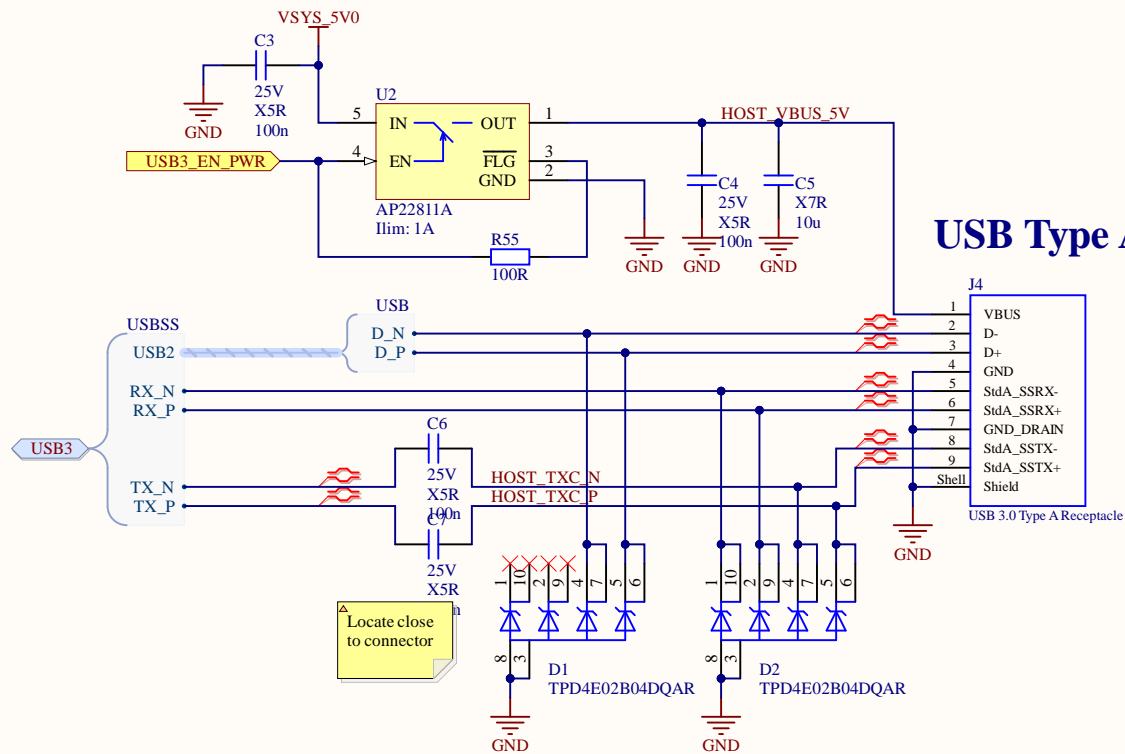 VSYS_5V0
C3
25V
X5R
100n
GND
U2
5
IN
OUT
1
HOST_VBUS_5V
USB3_EN_PWR
4
EN
FLG
3
GND
2
AP22811A
Ilim: 1A
R55
100R
GND
C4
25V
X5R
100n
GND
C5
X7R
10u
GND
USB Type A
J4
1
VBUS
2
D-
3
D+
4
GND
5
StdA_SSRX-
6
StdA_SSRX+
7
GND_DRAIN
8
StdA_SSTX-
9
StdA_SSTX+
Shell
Shield
USB 3.0 Type A Receptacle
GND
USB
D_N
D_P
USBSS
USB2
RX_N
RX_P
USB3
TX_N
TX_P
C6
25V
X5R
100n
HOST_TXC_N
HOST_TXC_P
C7
25V
X5R
Locate close
to connector
1
10
2
9
4
7
5
6
8
3
D1
TPD4E02B04DQAR
GND
1
10
2
9
4
7
5
6
8
3
D2
TPD4E02B04DQAR
GND